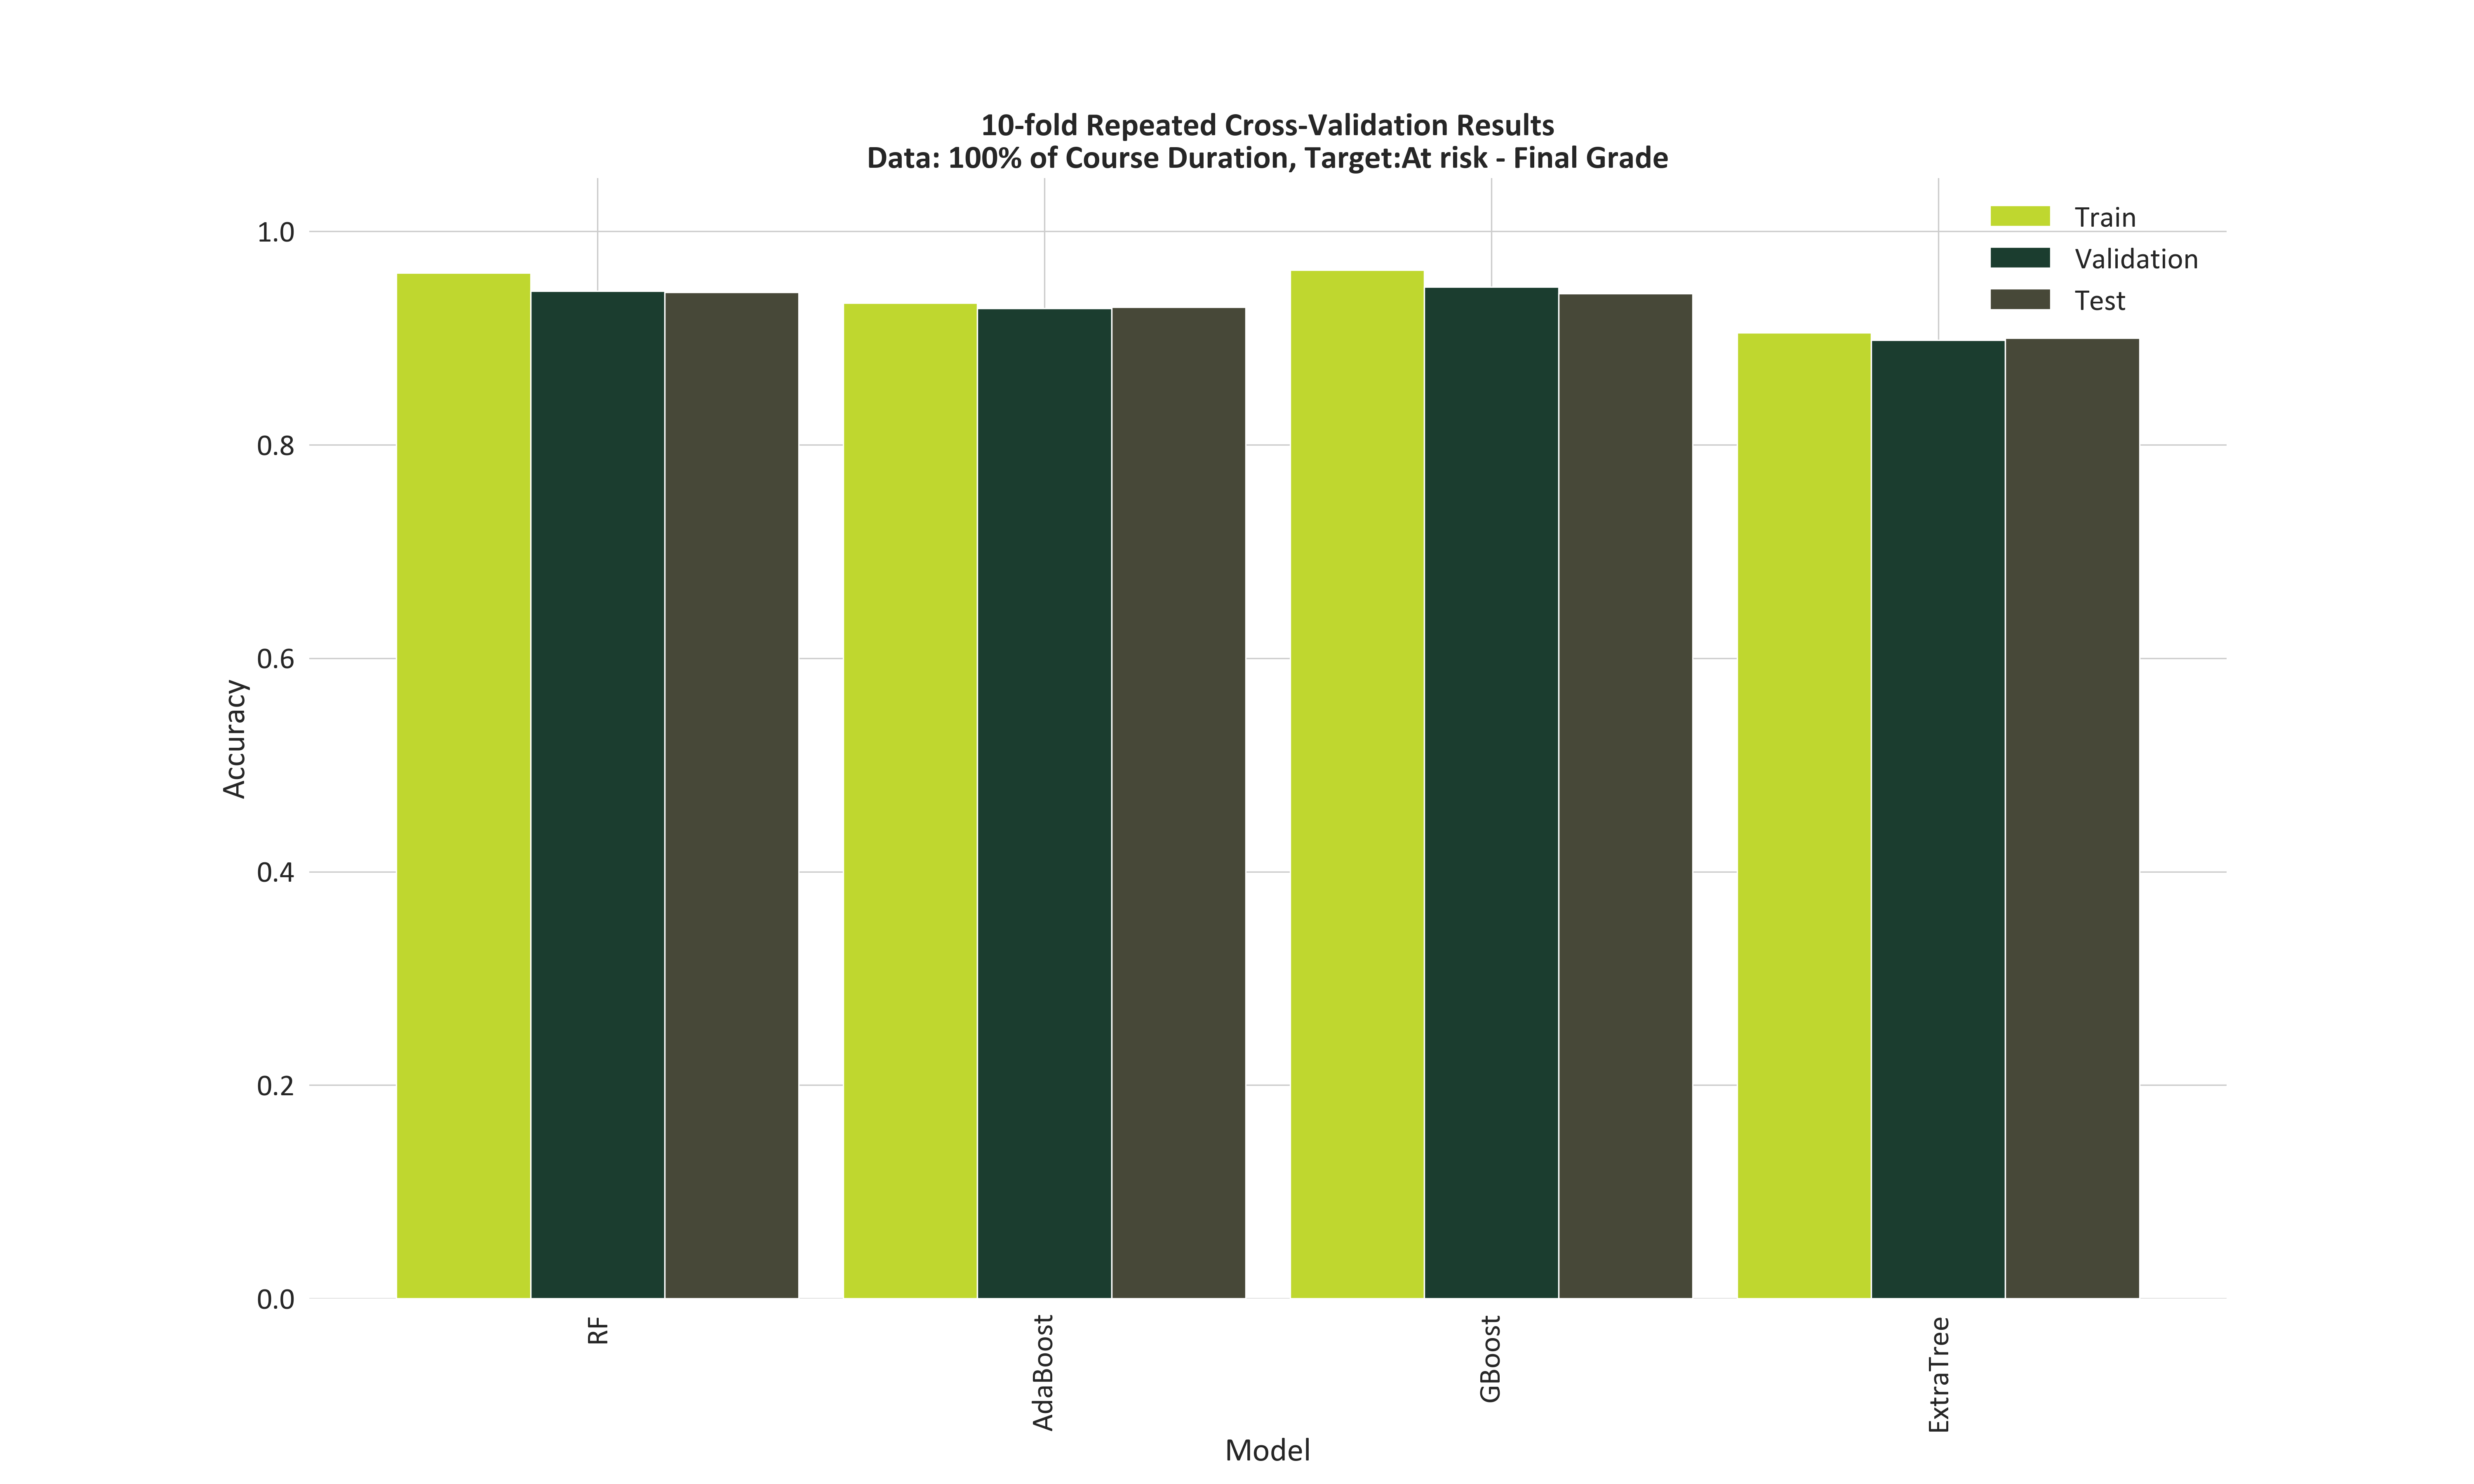 10-fold Repeated Cross-Validation Results
Data: 100% of Course Duration, Target:At risk - Final Grade
Train
Validation
Test
1.0
0.8
0.6
0.4
0.2
0.0
Accuracy
RF
AdaBoost
GBoost
ExtraTree
Model